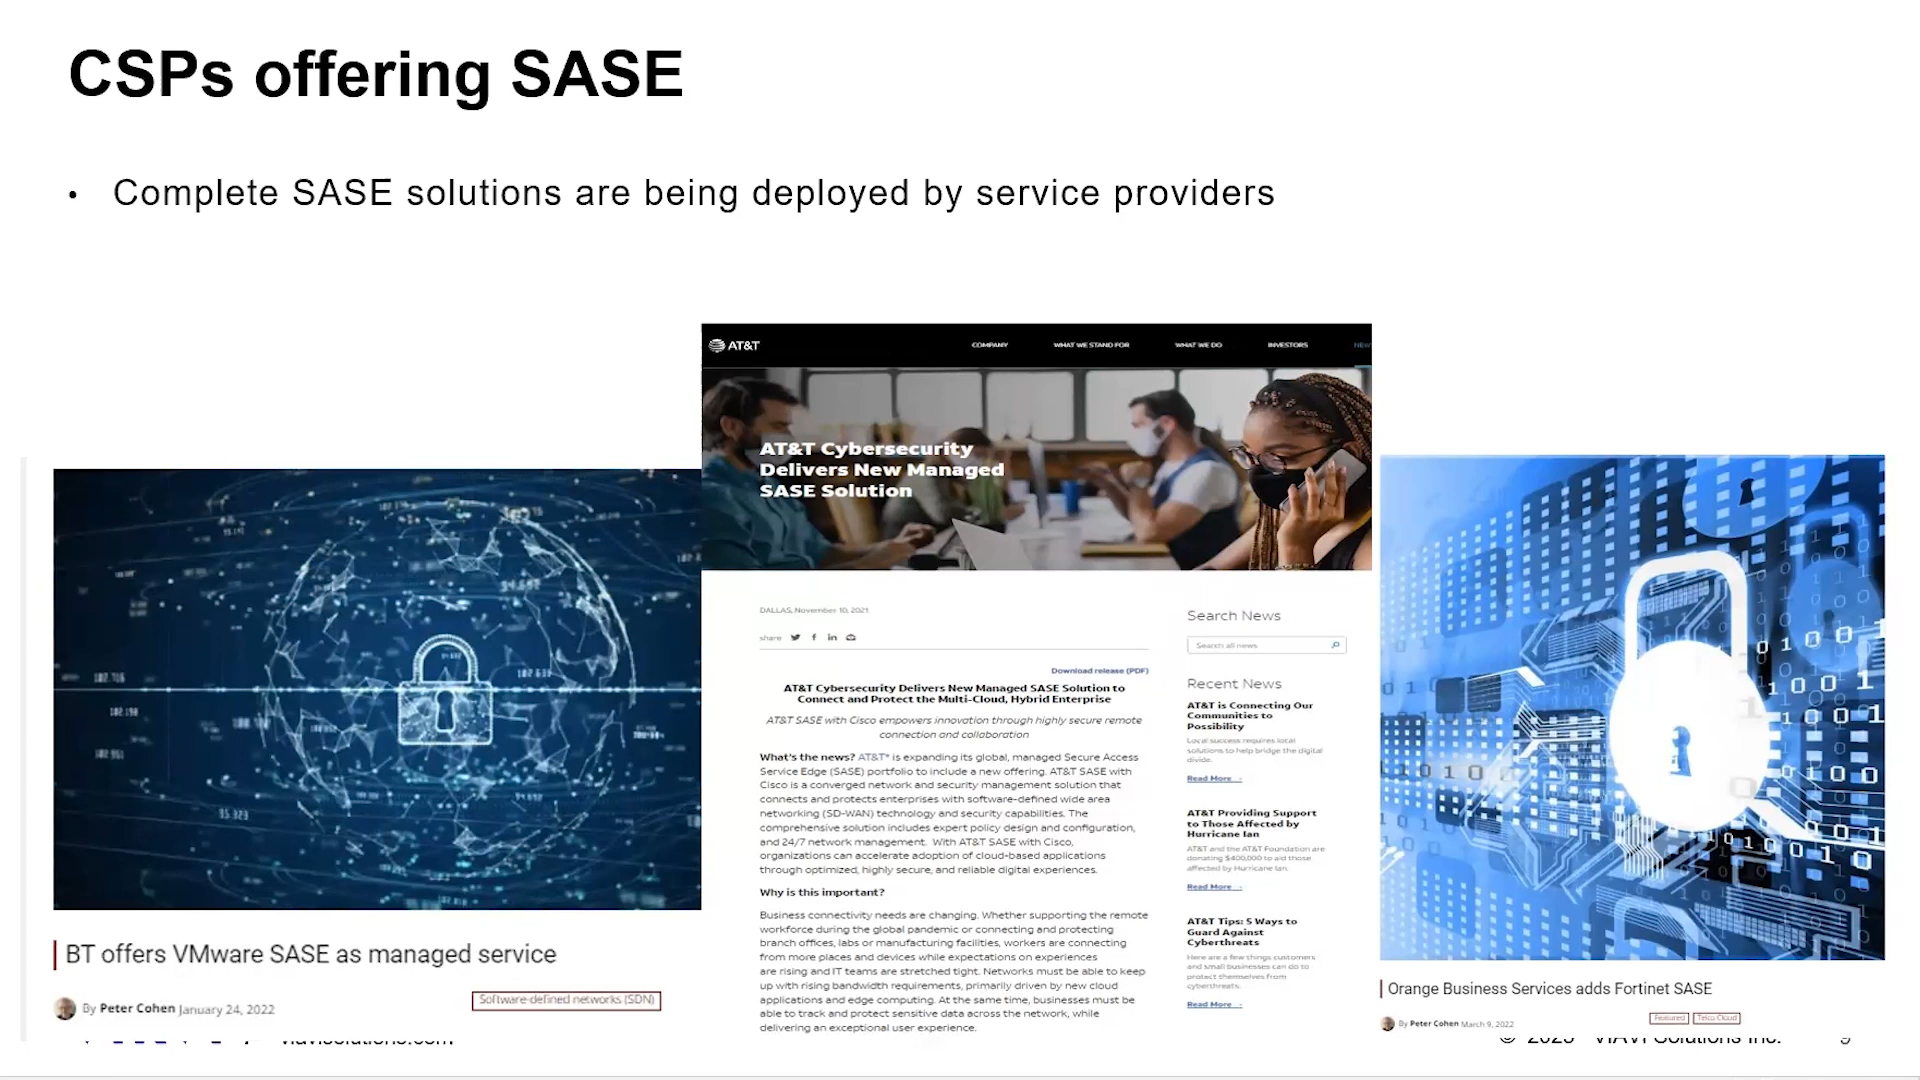 CSPs offering SASE
• Complete SASE solutions are being deployed by service providers
AT&T
COMPANY
WHAT WE STAND FOR
WHAT WE DO
INVESTORS
AT&T Cybersecurity
Delivers New Managed
SASE Solution
DALLAS, November 10, 2021
share
Download release (PDF)
AT&T Cybersecurity Delivers New Managed SASE Solution to
Connect and Protect the Multi-Cloud, Hybrid Enterprise
AT&T SASE with Cisco empowers innovation through highly secure remote
connection and collaboration
What's the news? AT&T* is expanding its global, managed Secure Access
Service Edge (SASE) portfolio to include a new offering. AT&T SASE with
Cisco is a converged network and security management solution that
connects and protects enterprises with software-defined wide area
networking (SD-WAN) technology and security capabilities. The
comprehensive solution includes expert policy design and configuration,
and 24/7 network management. With AT&T SASE with Cisco,
organizations can accelerate adoption of cloud-based applications
through optimized, highly secure, and reliable digital experiences.
Why is this important?
Business connectivity needs are changing. Whether supporting the remote
workforce during the global pandemic or connecting and protecting
branch offices, labs or manufacturing facilities, workers are connecting
from more places and devices while expectations on experiences
are rising and IT teams are stretched tight. Networks must be able to keep
up with rising bandwidth requirements, primarily driven by new cloud
applications and edge computing. At the same time, businesses must be
able to track and protect sensitive data across the network, while
delivering an exceptional user experience.
Search News
Search all news
Recent News
AT&T is Connecting Our
Communities to
Possibility
Local success requires local
solutions to help bridge the digital
divide.
Read More
AT&T Providing Support
to Those Affected by
Hurricane Ian
AT&T and the AT&T Foundation are
donating $400,000 to aid those
affected by Hurricane Ian.
Read More
AT&T Tips: 5 Ways to
Guard Against
Cyberthreats
Here are a few things customers
and small businesses can do to
protect themselves from
cyberthreats.
Read More
BT offers VMware SASE as managed service
By Peter Cohen January 24, 2022
Software-defined networks (SDN)
Orange Business Services adds Fortinet SASE
By Peter Cohen March 9, 2022
Featured
Telco Cloud
viavisolutions.com
© 2023 VIAVI Solutions Inc.
9